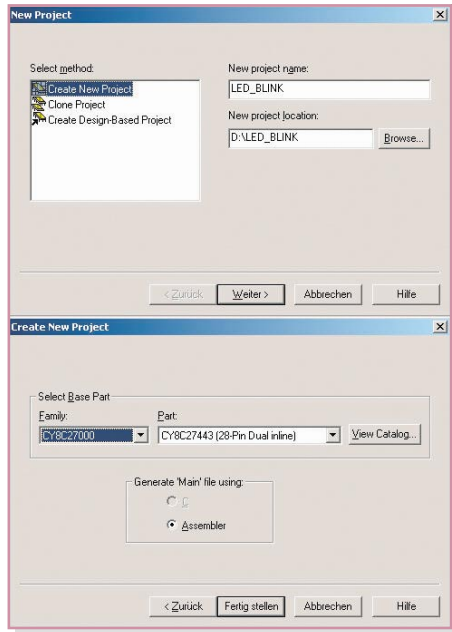 New Project
Select method:
Create New Project
Clone Project
Create Design-Based Project
New project name:
LED_BLINK
New project location:
D:\LED_BLINK
Browse...
< Zurück
Weiter >
Abbrechen
Hilfe
Create New Project
Select Base Part
Family:
CY8C27000
Part:
CY8C27443 (28-Pin Dual inline)
View Catalog...
Generate 'Main' file using:
C
Assembler
< Zurück
Fertig stellen
Abbrechen
Hilfe